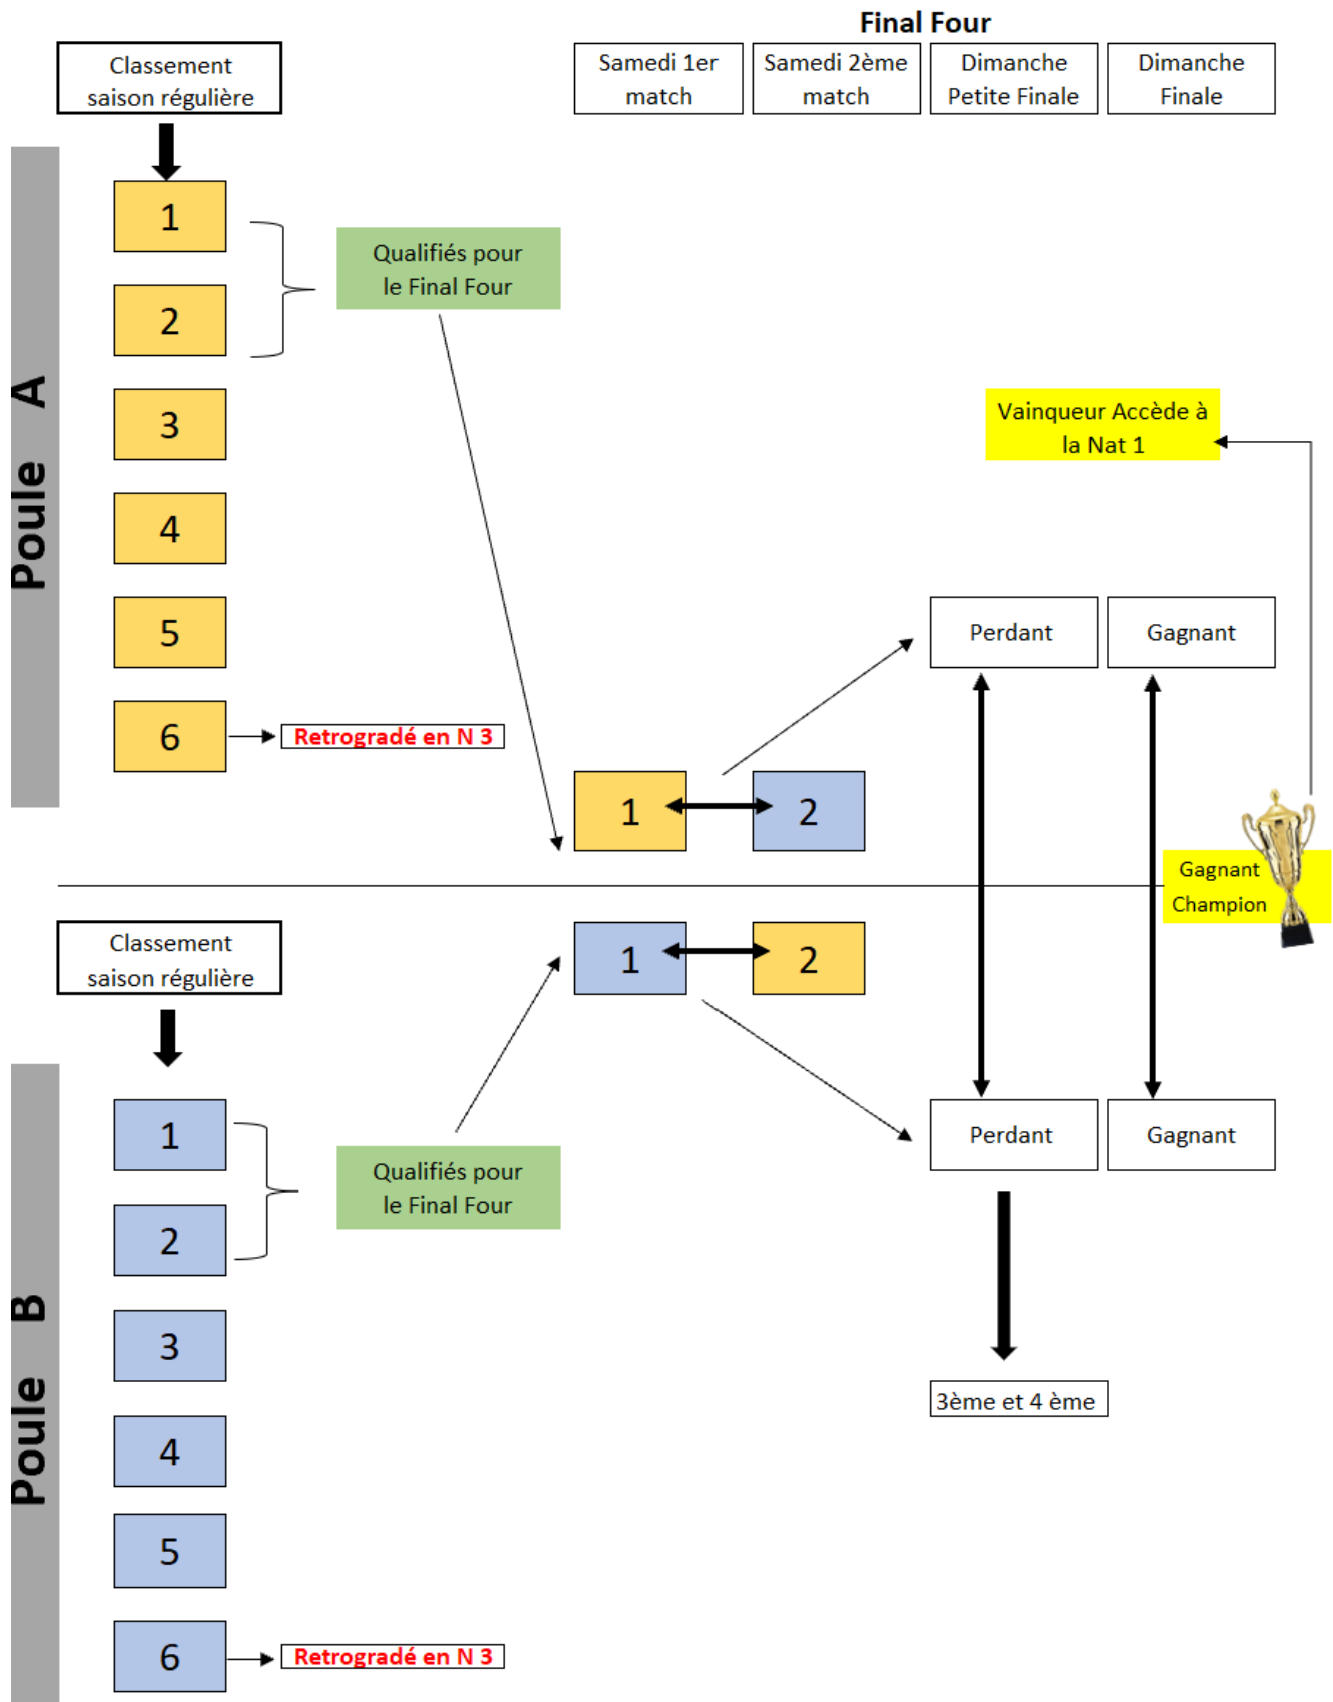 Final Four
Classement
saison régulière
Samedi 1er
match
Samedi 2ème
match
Dimanche
Petite Finale
Dimanche
Finale
Poule A
1
2
3
4
5
6
Qualifiés pour
le Final Four
Retrogradé en N 3
Vainqueur Accède à
la Nat 1
Perdant
Gagnant
1
2
Gagnant
Champion
Classement
saison régulière
1
2
Poule B
1
2
3
4
5
6
Qualifiés pour
le Final Four
Perdant
Gagnant
3ème et 4 ème
Retrogradé en N 3